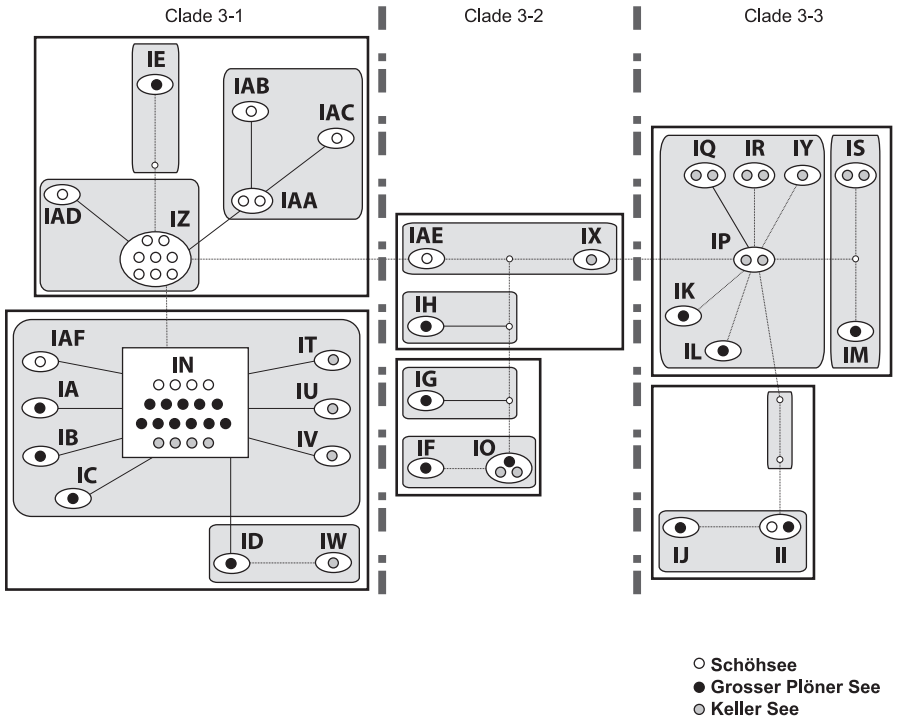 Clade 3-1 Clade 3-2 Clade 3-3
IE
IAB
IAC
IAA
IAD
IZ
IQ IR IY IS
IP
IAE IX
IH
IK
IL
IM
IAF IN IT
IA IU
IB IV
IC
ID IW
IG
IF IO
IJ II
Schöhsee
Grosser Plöner See
Keller See